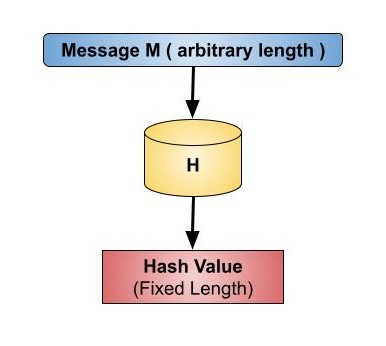 Message M ( arbitrary length )
H
Hash Value
(Fixed Length)